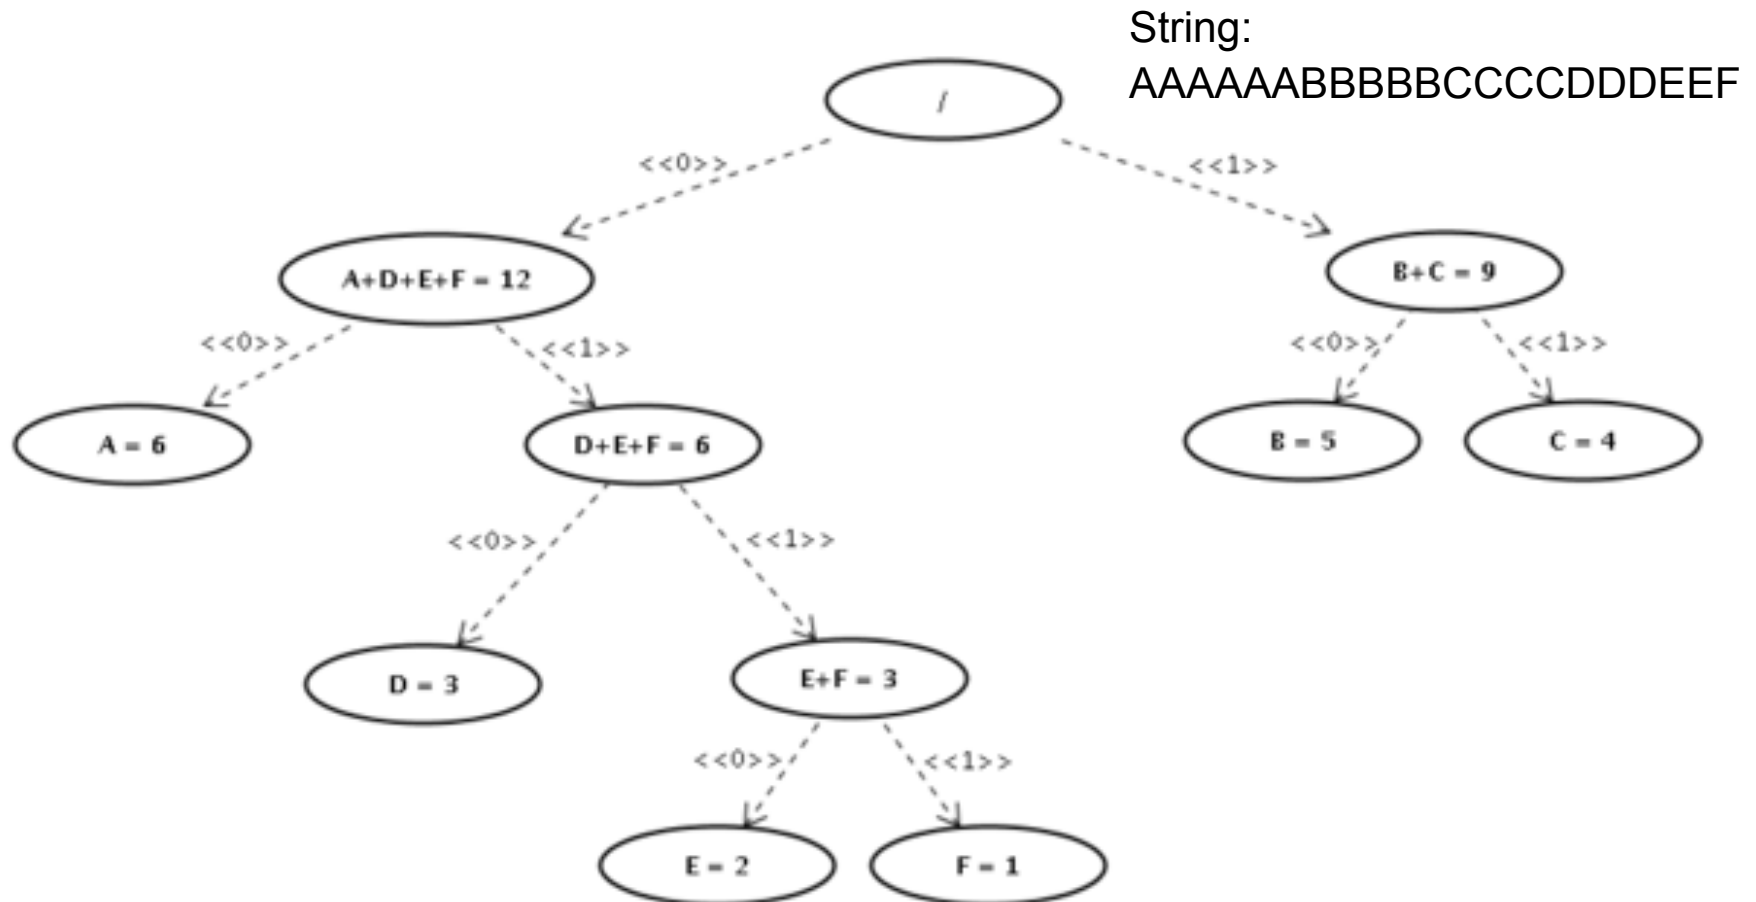 String:
AAAAAABBBBBCCCCDDDEEF
/
<<0>>
<<1>>
A+D+E+F = 12
B+C = 9
<<0>>
<<1>>
<<0>>
<<1>>
A = 6
D+E+F = 6
B = 5
C = 4
<<0>>
<<1>>
D = 3
E+F = 3
<<0>>
<<1>>
E = 2
F = 1